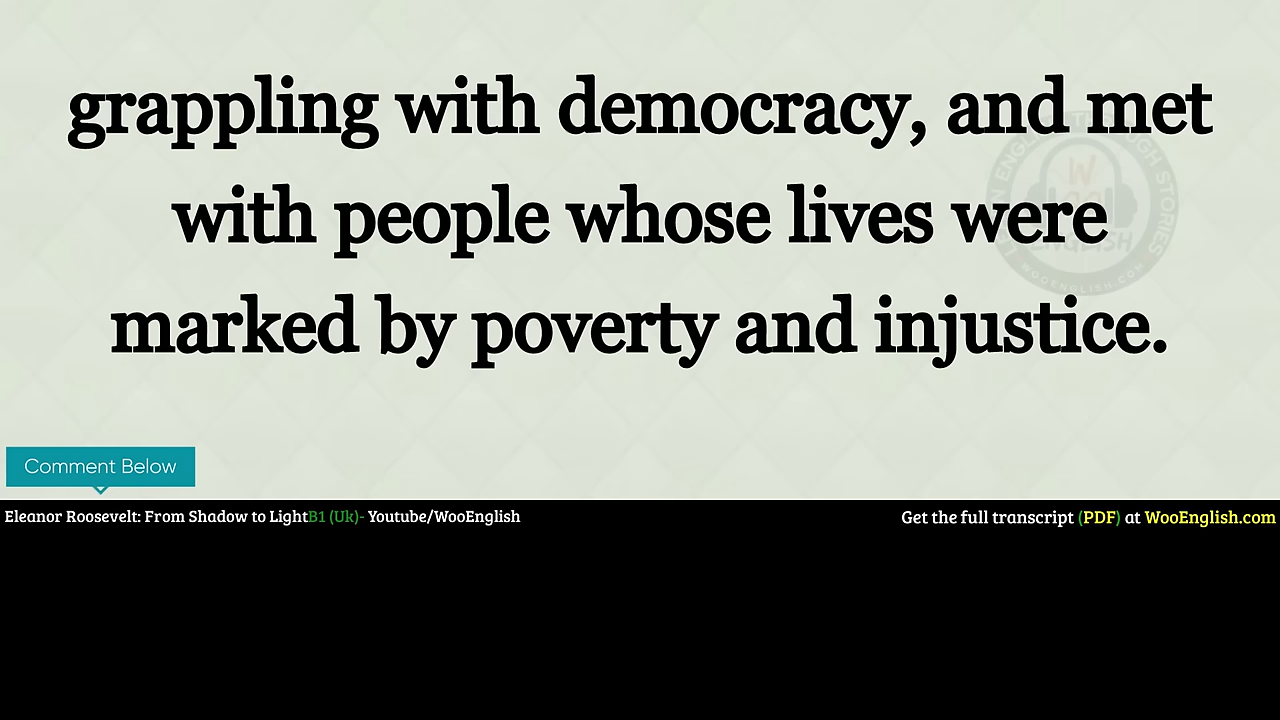 grappling with democracy, and met
with people whose lives were
marked by poverty and injustice.
Comment Below
Eleanor Roosevelt: From Shadow to LightB1 (Uk)- Youtube/WooEnglish
Get the full transcript (PDF) at WooEnglish.com